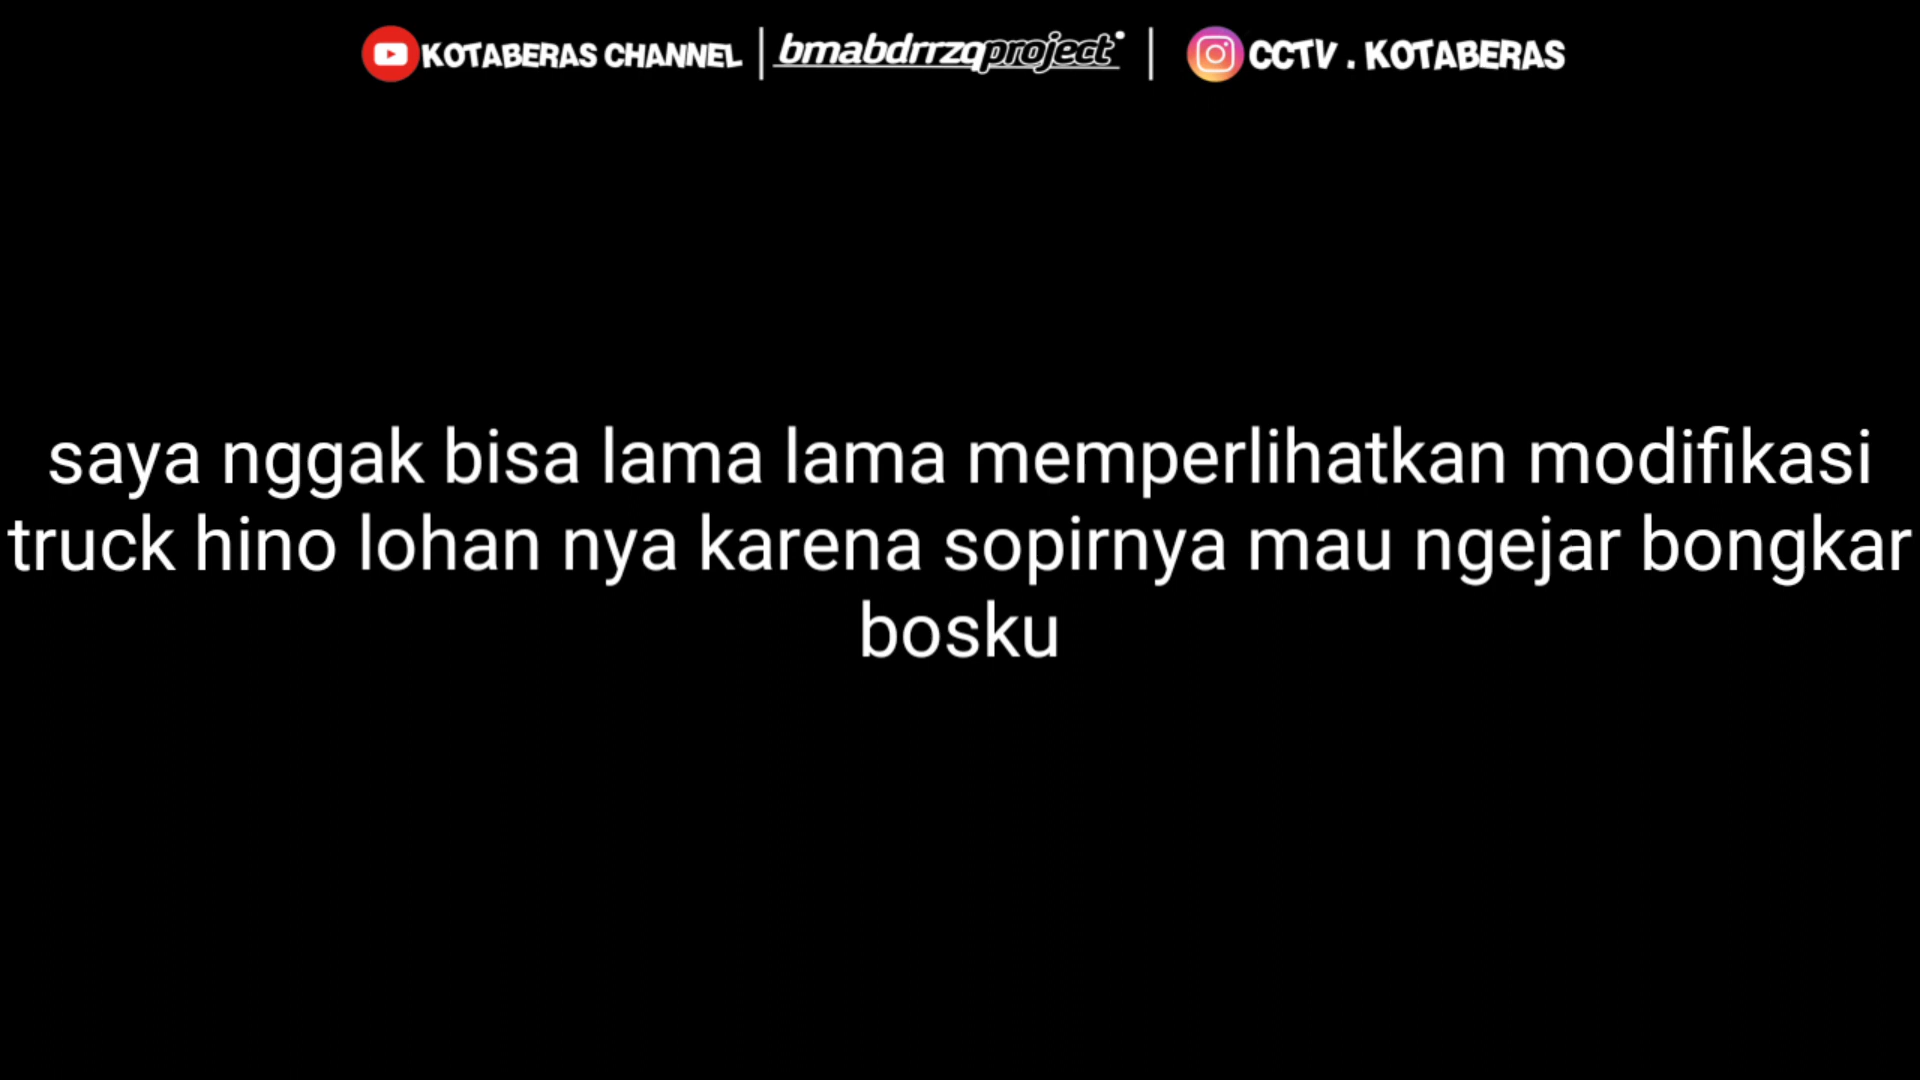 KOTABERAS CHANNEL | bmabdrrzqproject | CCTV . KOTABERAS
saya nggak bisa lama lama memperlihatkan modifikasi
truck hino lohan nya karena sopirnya mau ngejar bongkar
bosku